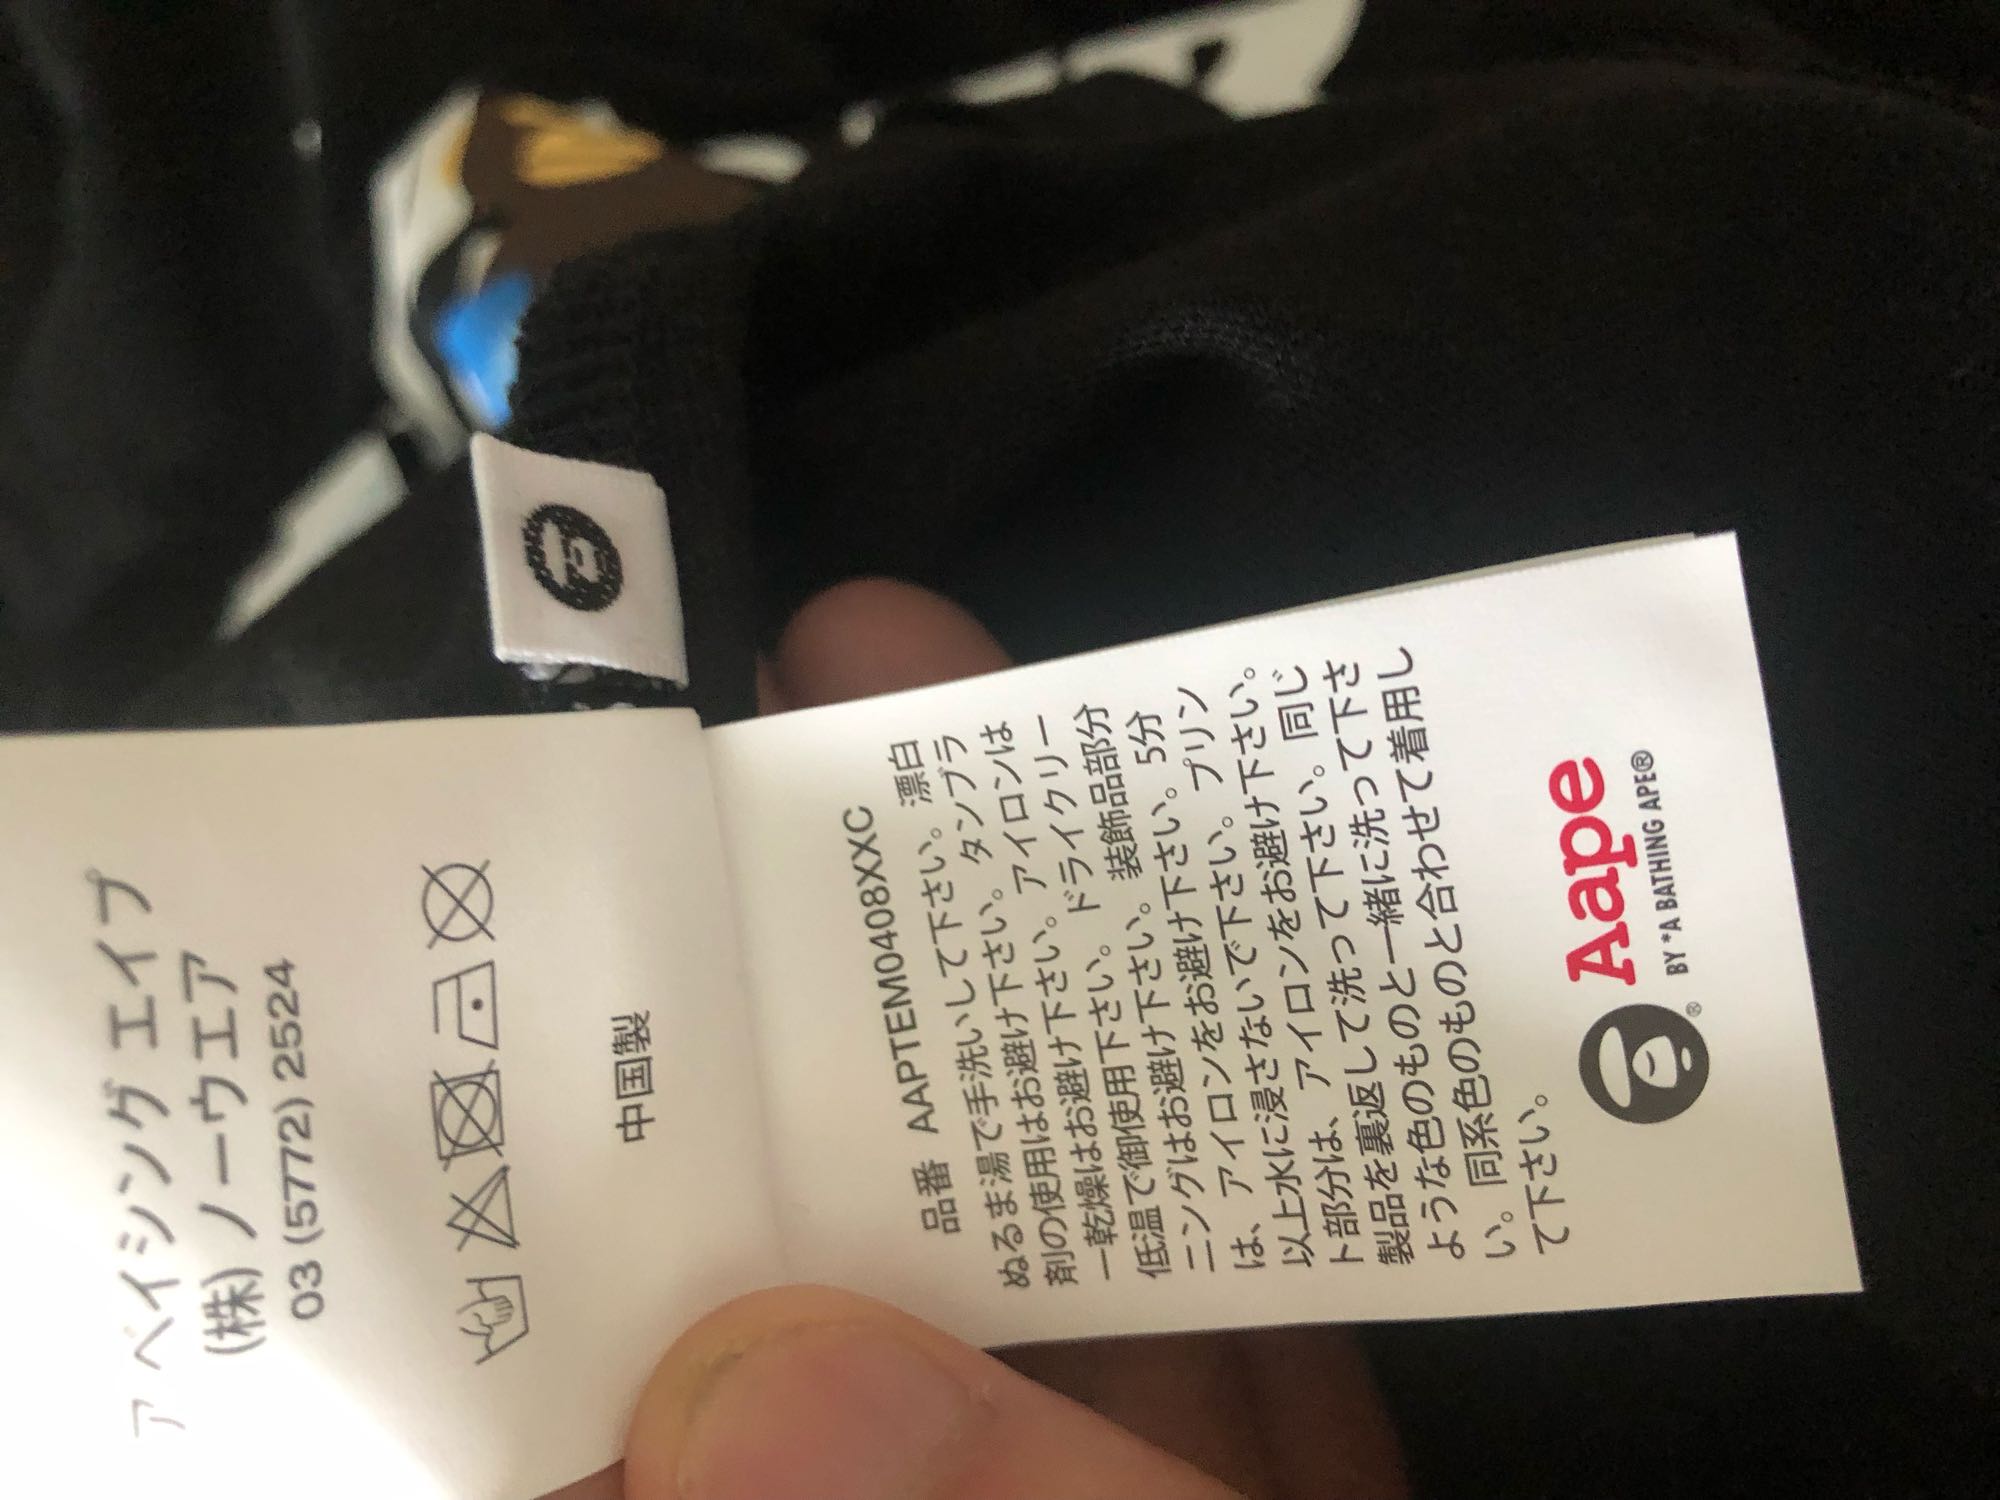 ア ベイシング エイプ
(株) ノーウエア
03 (5772) 2524
中国製
品番 AAPTEM0408XXC
ぬるま湯で手洗いして下さい。漂白
剤の使用はお避け下さい。タンブラ
ー乾燥はお避け下さい。アイロンは
低温で御使用下さい。ドライクリー
ニングはお避け下さい。装飾品部分
は、アイロンをお避け下さい。5分
以上水に浸さないで下さい。プリン
ト部分は、アイロンをお避け下さい。
製品を裏返して洗って下さい。同じ
ような色のものと一緒に洗って下さ
い。同系色のものと合わせて着用し
て下さい。
Aape
BY *A BATHING APE®
®